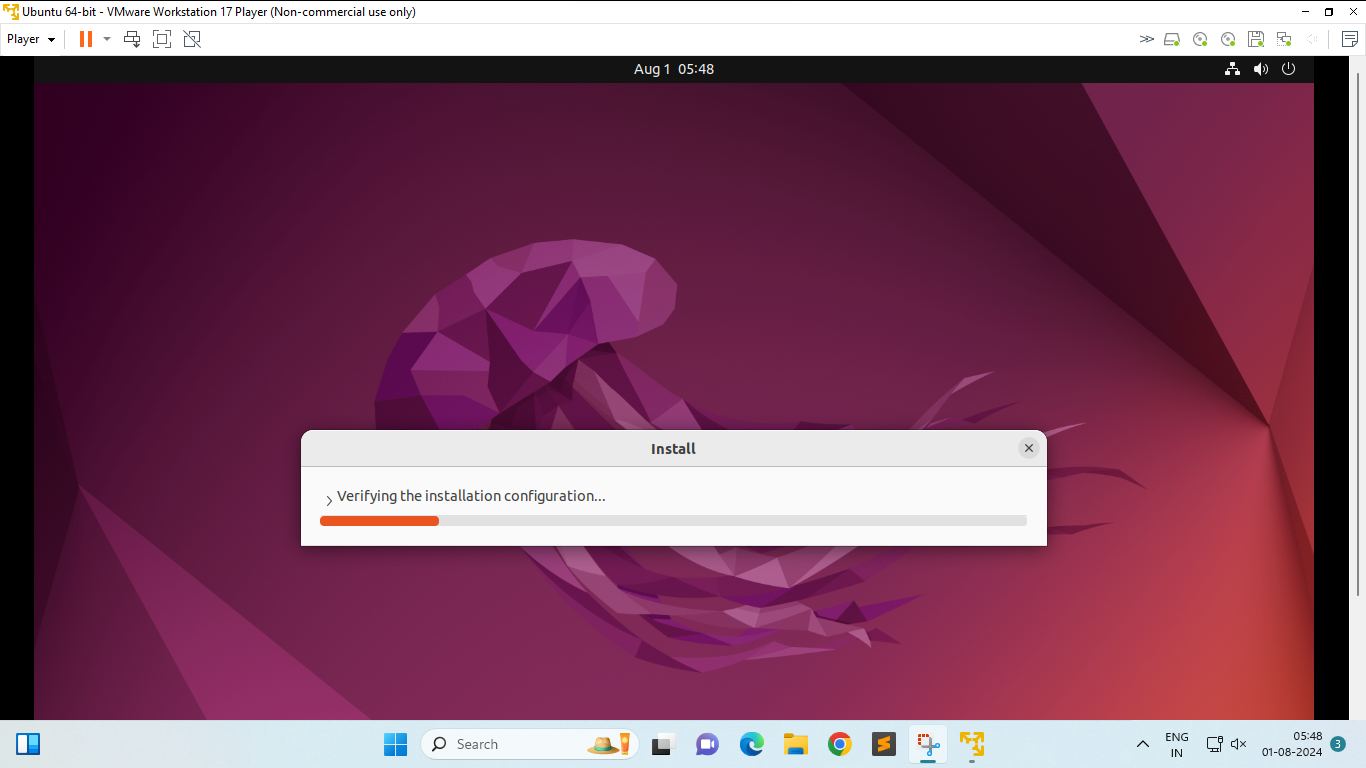 Ubuntu 64-bit - VMware Workstation 17 Player (Non-commercial use only)
Player
Aug 1 05:48
Install
Verifying the installation configuration...
Search
ENG
IN
05:48
01-08-2024
3